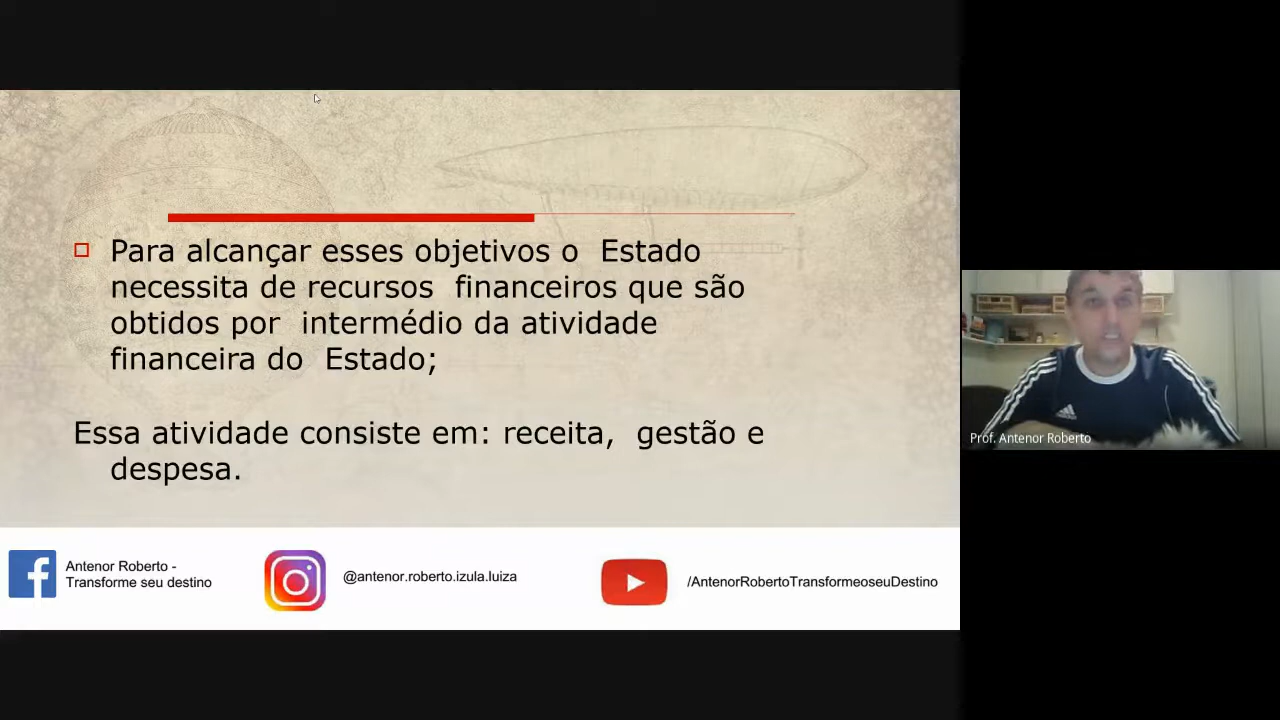 Para alcançar esses objetivos o Estado
necessita de recursos financeiros que são
obtidos por intermédio da atividade
financeira do Estado;
Essa atividade consiste em: receita, gestão e
despesa.
Antenor Roberto -
Transforme seu destino
@antenor.roberto.izula.luiza
/AntenorRobertoTransformeoseuDestino
Prof. Antenor Roberto